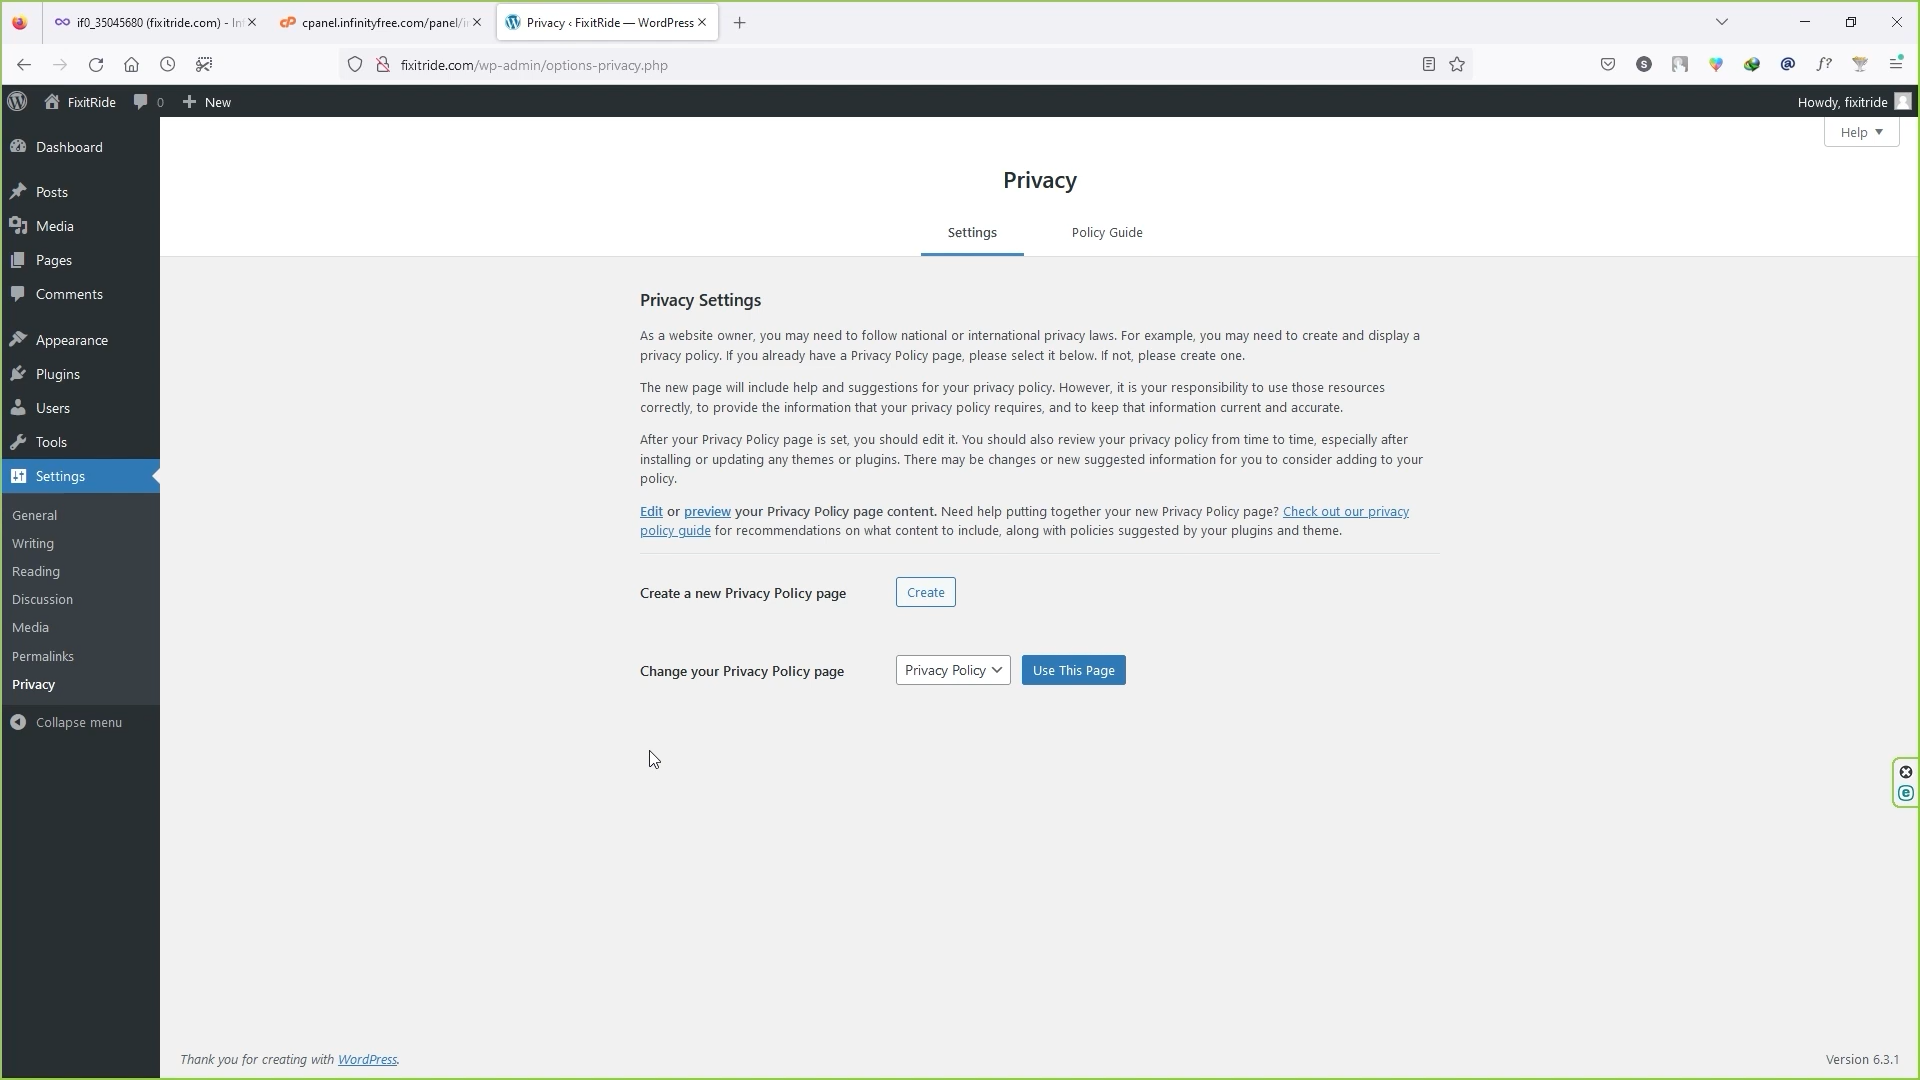 if0_35045680 (fixitride.com) - In
cpanel.infinityfree.com/panel/i
Privacy ‹ FixitRide — WordPress
fixitride.com/wp-admin/options-privacy.php
FixitRide
0
New
Howdy, fixitride
Help
Dashboard
Posts
Media
Pages
Comments
Appearance
Plugins
Users
Tools
Settings
General
Writing
Reading
Discussion
Media
Permalinks
Privacy
Collapse menu
Privacy
Settings
Policy Guide
Privacy Settings
As a website owner, you may need to follow national or international privacy laws. For example, you may need to create and display a
privacy policy. If you already have a Privacy Policy page, please select it below. If not, please create one.
The new page will include help and suggestions for your privacy policy. However, it is your responsibility to use those resources
correctly, to provide the information that your privacy policy requires, and to keep that information current and accurate.
After your Privacy Policy page is set, you should edit it. You should also review your privacy policy from time to time, especially after
installing or updating any themes or plugins. There may be changes or new suggested information for you to consider adding to your
policy.
Edit or preview your Privacy Policy page content. Need help putting together your new Privacy Policy page? Check out our privacy
policy guide for recommendations on what content to include, along with policies suggested by your plugins and theme.
Create a new Privacy Policy page
Create
Change your Privacy Policy page
Privacy Policy
Use This Page
Thank you for creating with WordPress.
Version 6.3.1